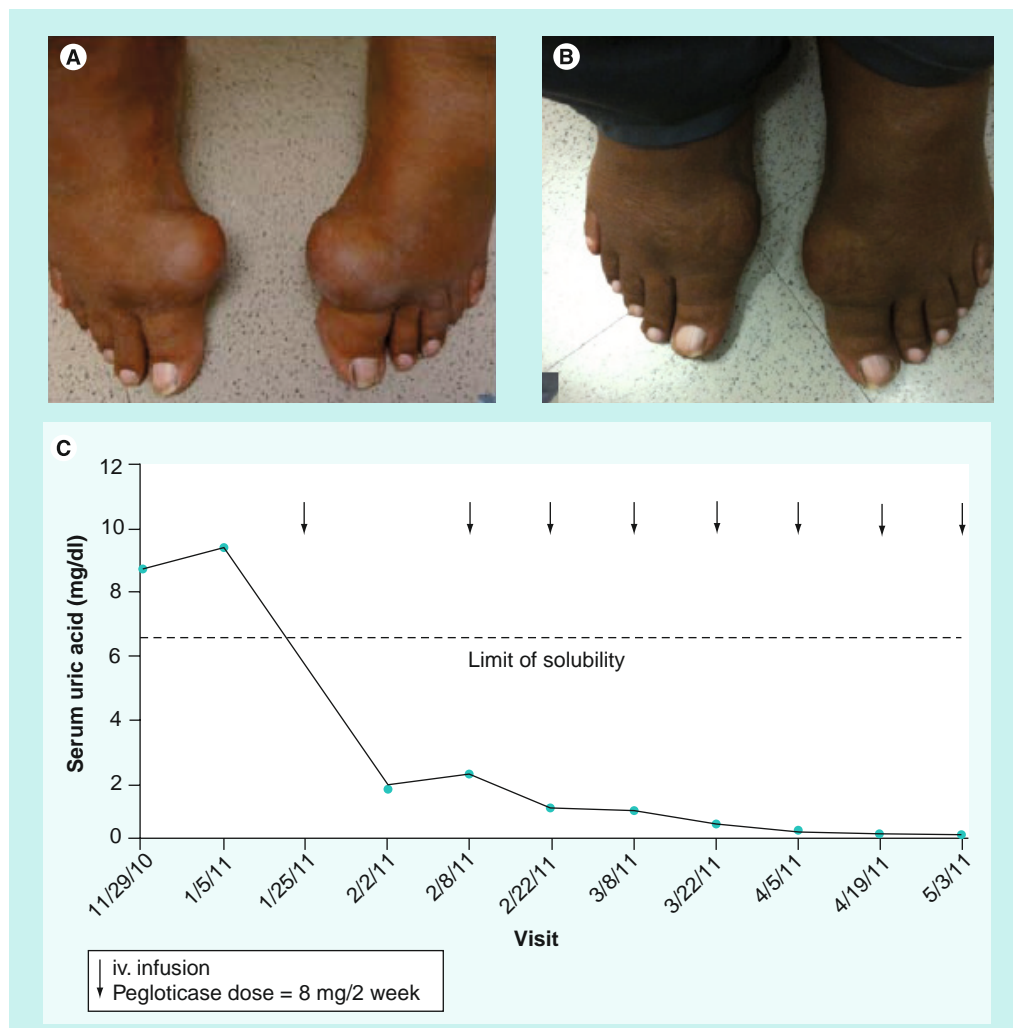 A
B
C
Serum uric acid (mg/dl)
12
10
8
6
4
2
0
Limit of solubility
11/29/10
1/5/11
1/25/11
2/2/11
2/8/11
2/22/11
3/8/11
3/22/11
4/5/11
4/19/11
5/3/11
Visit
iv. infusion
Pegloticase dose = 8 mg/2 week